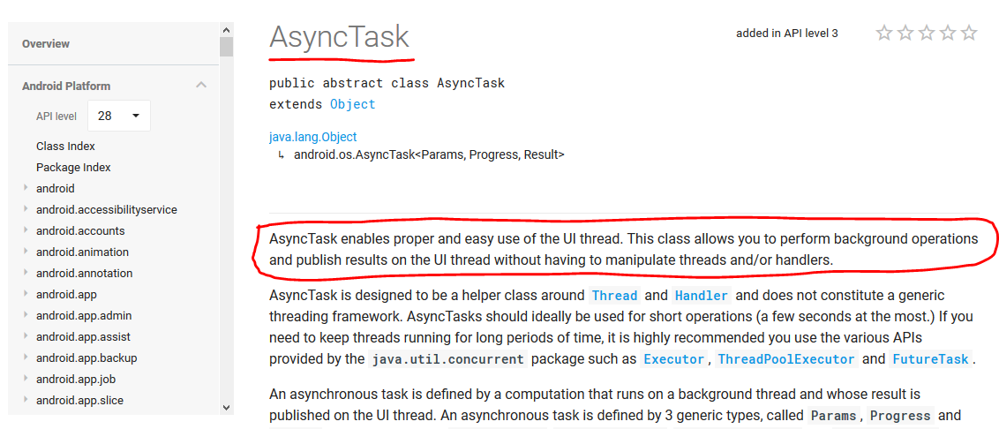 Overview
Android Platform
API level 28
Class Index
Package Index
android
android.accessibilityservice
android.accounts
android.animation
android.annotation
android.app
android.app.admin
android.app.assist
android.app.backup
android.app.job
android.app.slice
AsyncTask
added in API level 3
public abstract class AsyncTask
extends Object
java.lang.Object
↳ android.os.AsyncTask<Params, Progress, Result>
AsyncTask enables proper and easy use of the UI thread. This class allows you to perform background operations
and publish results on the UI thread without having to manipulate threads and/or handlers.
AsyncTask is designed to be a helper class around Thread and Handler and does not constitute a generic
threading framework. AsyncTasks should ideally be used for short operations (a few seconds at the most.) If you
need to keep threads running for long periods of time, it is highly recommended you use the various APIs
provided by the java.util.concurrent package such as Executor, ThreadPoolExecutor and FutureTask.
An asynchronous task is defined by a computation that runs on a background thread and whose result is
published on the UI thread. An asynchronous task is defined by 3 generic types, called Params, Progress and